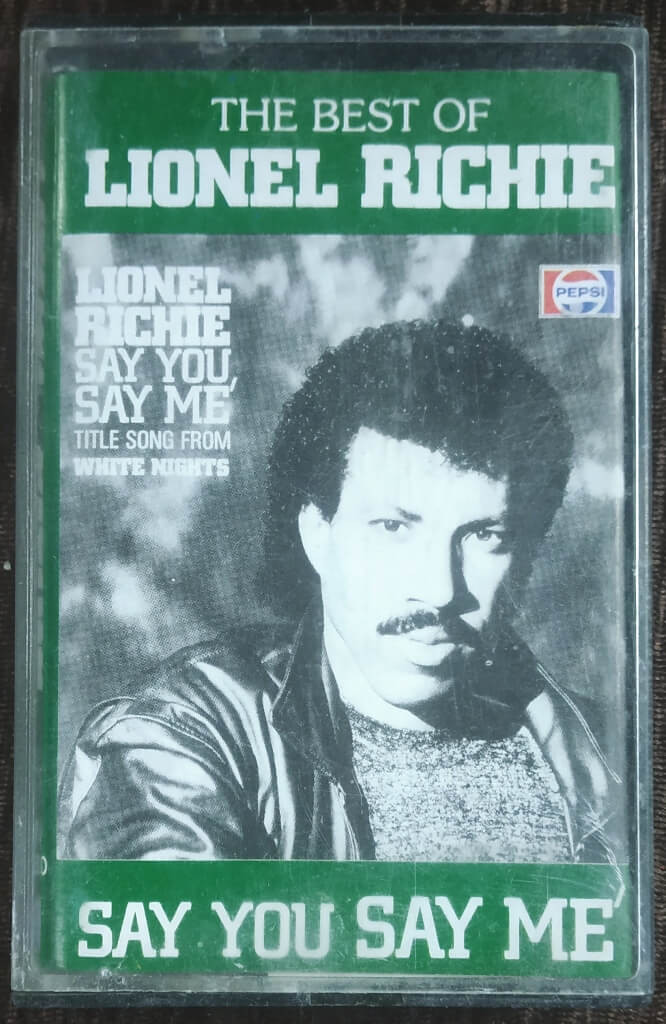 THE BEST OF
LIONEL RICHIE
LIONEL
RICHIE
SAY YOU,
SAY ME
TITLE SONG FROM
WHITE NIGHTS
PEPSI
SAY YOU SAY ME